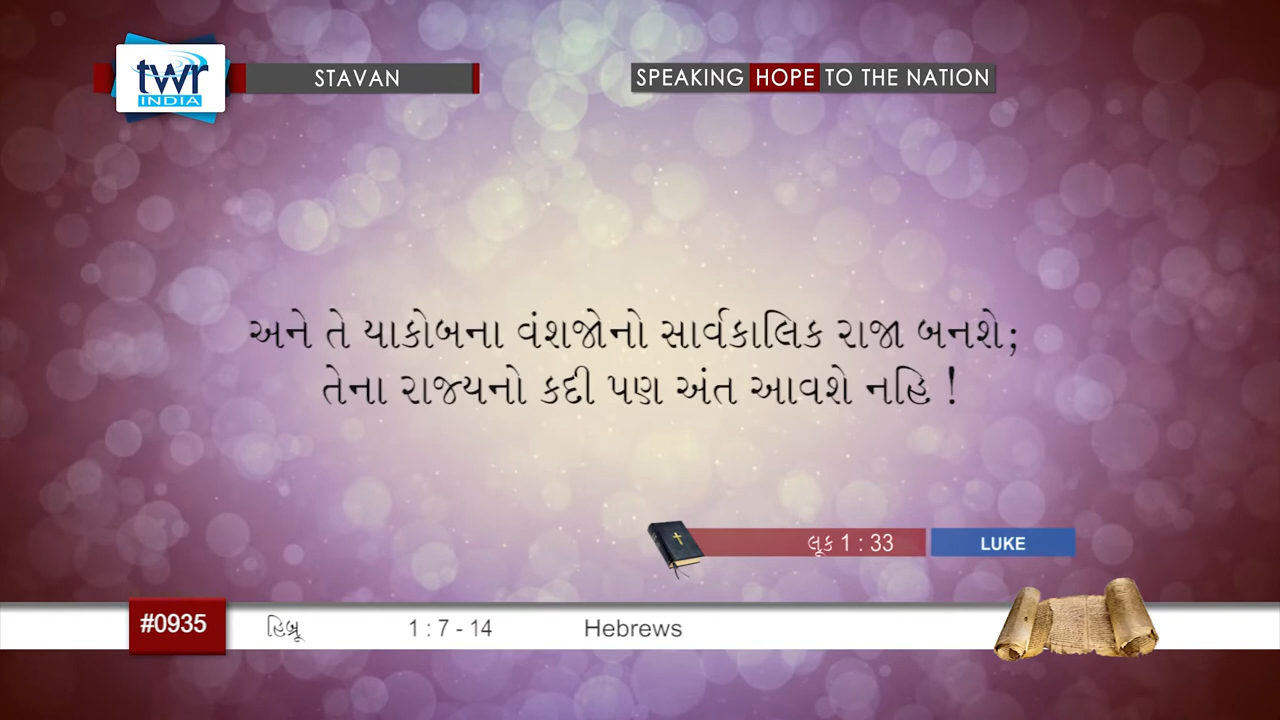 twr
INDIA
STAVAN
SPEAKING HOPE TO THE NATION
અને તે યાકોબના વંશજોનો સાર્વકાલિક રાજા બનશે;
તેના રાજ્યનો કદી પણ અંત આવશે નહિ !
લૂક 1 : 33
LUKE
#0935 હિબ્રૂ 1 : 7 - 14 Hebrews